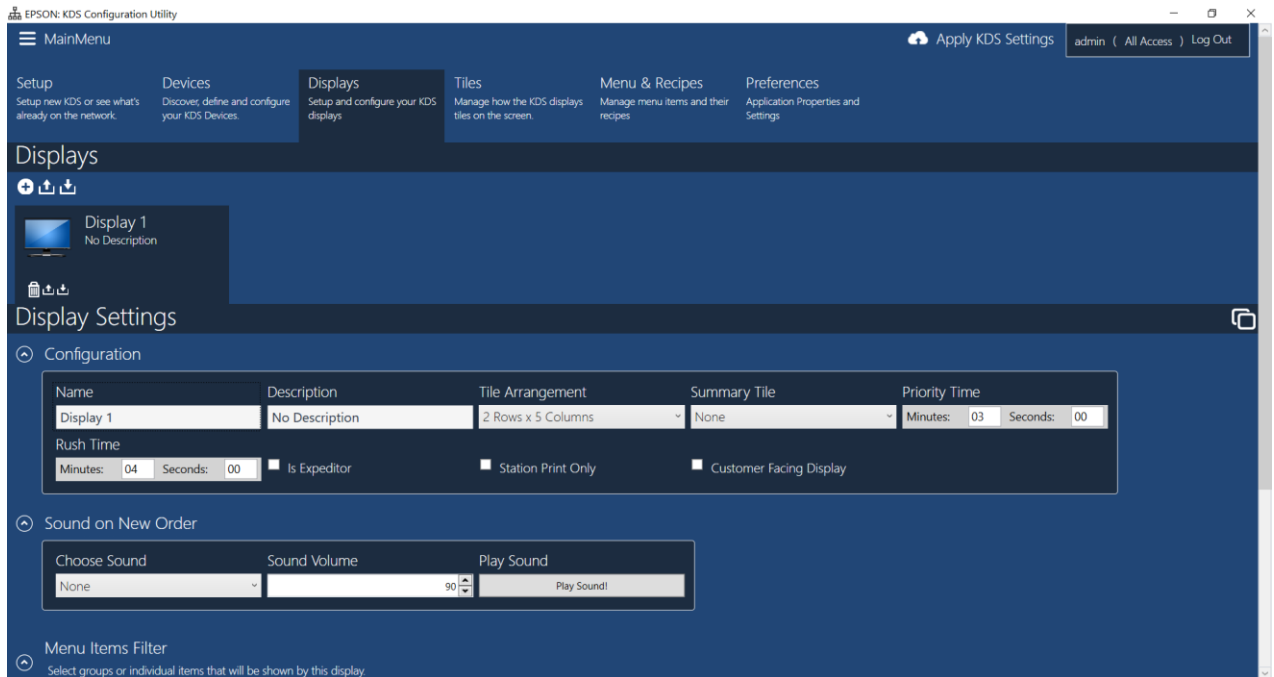 EPSON: KDS Configuration Utility
MainMenu
Apply KDS Settings
admin ( All Access ) Log Out
Setup
Setup new KDS or see what's
already on the network.
Devices
Discover, define and configure
your KDS Devices.
Displays
Setup and configure your KDS
displays
Tiles
Manage how the KDS displays
tiles on the screen.
Menu & Recipes
Manage menu items and their
recipes
Preferences
Application Properties and
Settings
Displays
Display 1
No Description
Display Settings
Configuration
Name
Description
Tile Arrangement
Summary Tile
Priority Time
Display 1
No Description
2 Rows x 5 Columns
None
Minutes: 03 Seconds: 00
Rush Time
Minutes: 04 Seconds: 00
Is Expeditor
Station Print Only
Customer Facing Display
Sound on New Order
Choose Sound
Sound Volume
Play Sound
None
90
Play Sound!
Menu Items Filter
Select groups or individual items that will be shown by this display.